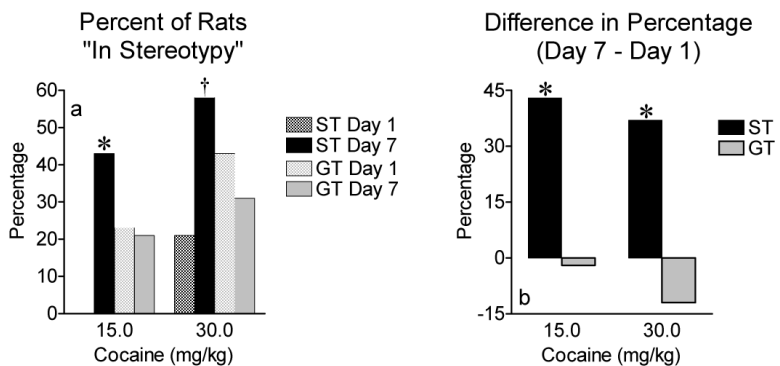 Percent of Rats
"In Stereotypy"
a
*
†
60
50
40
30
20
10
0
Percentage
15.0
30.0
Cocaine (mg/kg)
ST Day 1
ST Day 7
GT Day 1
GT Day 7
Difference in Percentage
(Day 7 - Day 1)
*
*
45
30
15
0
-15
Percentage
b
15.0
30.0
Cocaine (mg/kg)
ST
GT